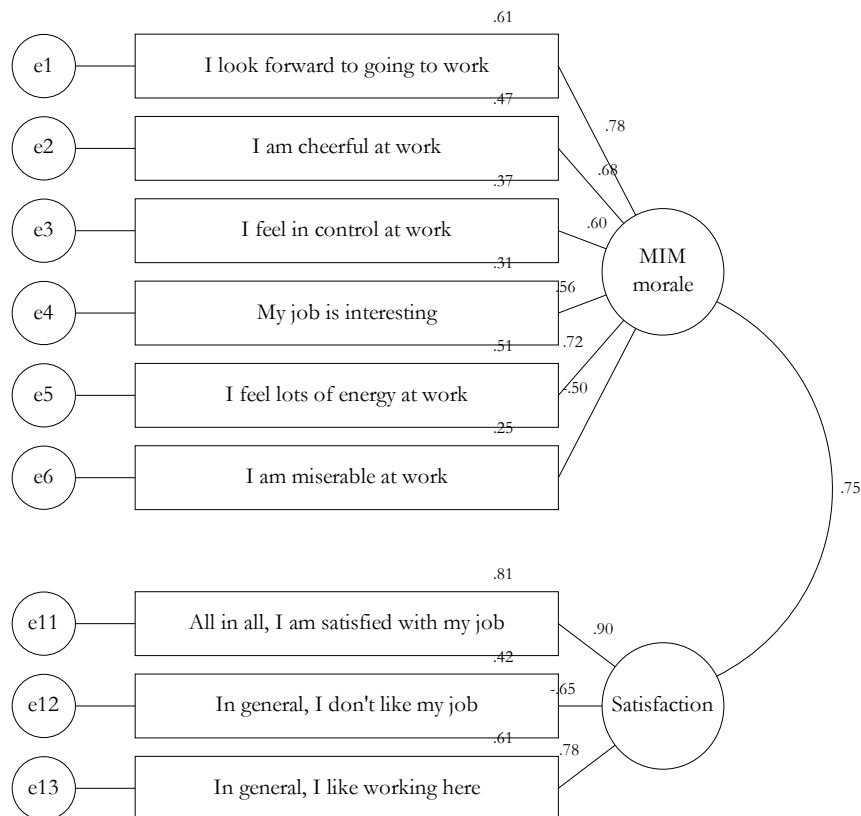 .61
e1
I look forward to going to work
.47
.78
e2
I am cheerful at work
.37
.68
e3
I feel in control at work
.60
.31
MIM
morale
e4
My job is interesting
.56
.51
.72
e5
I feel lots of energy at work
-.50
.25
e6
I am miserable at work
.75
.81
e11
All in all, I am satisfied with my job
.90
.42
e12
In general, I don't like my job
-.65
Satisfaction
.61
.78
e13
In general, I like working here